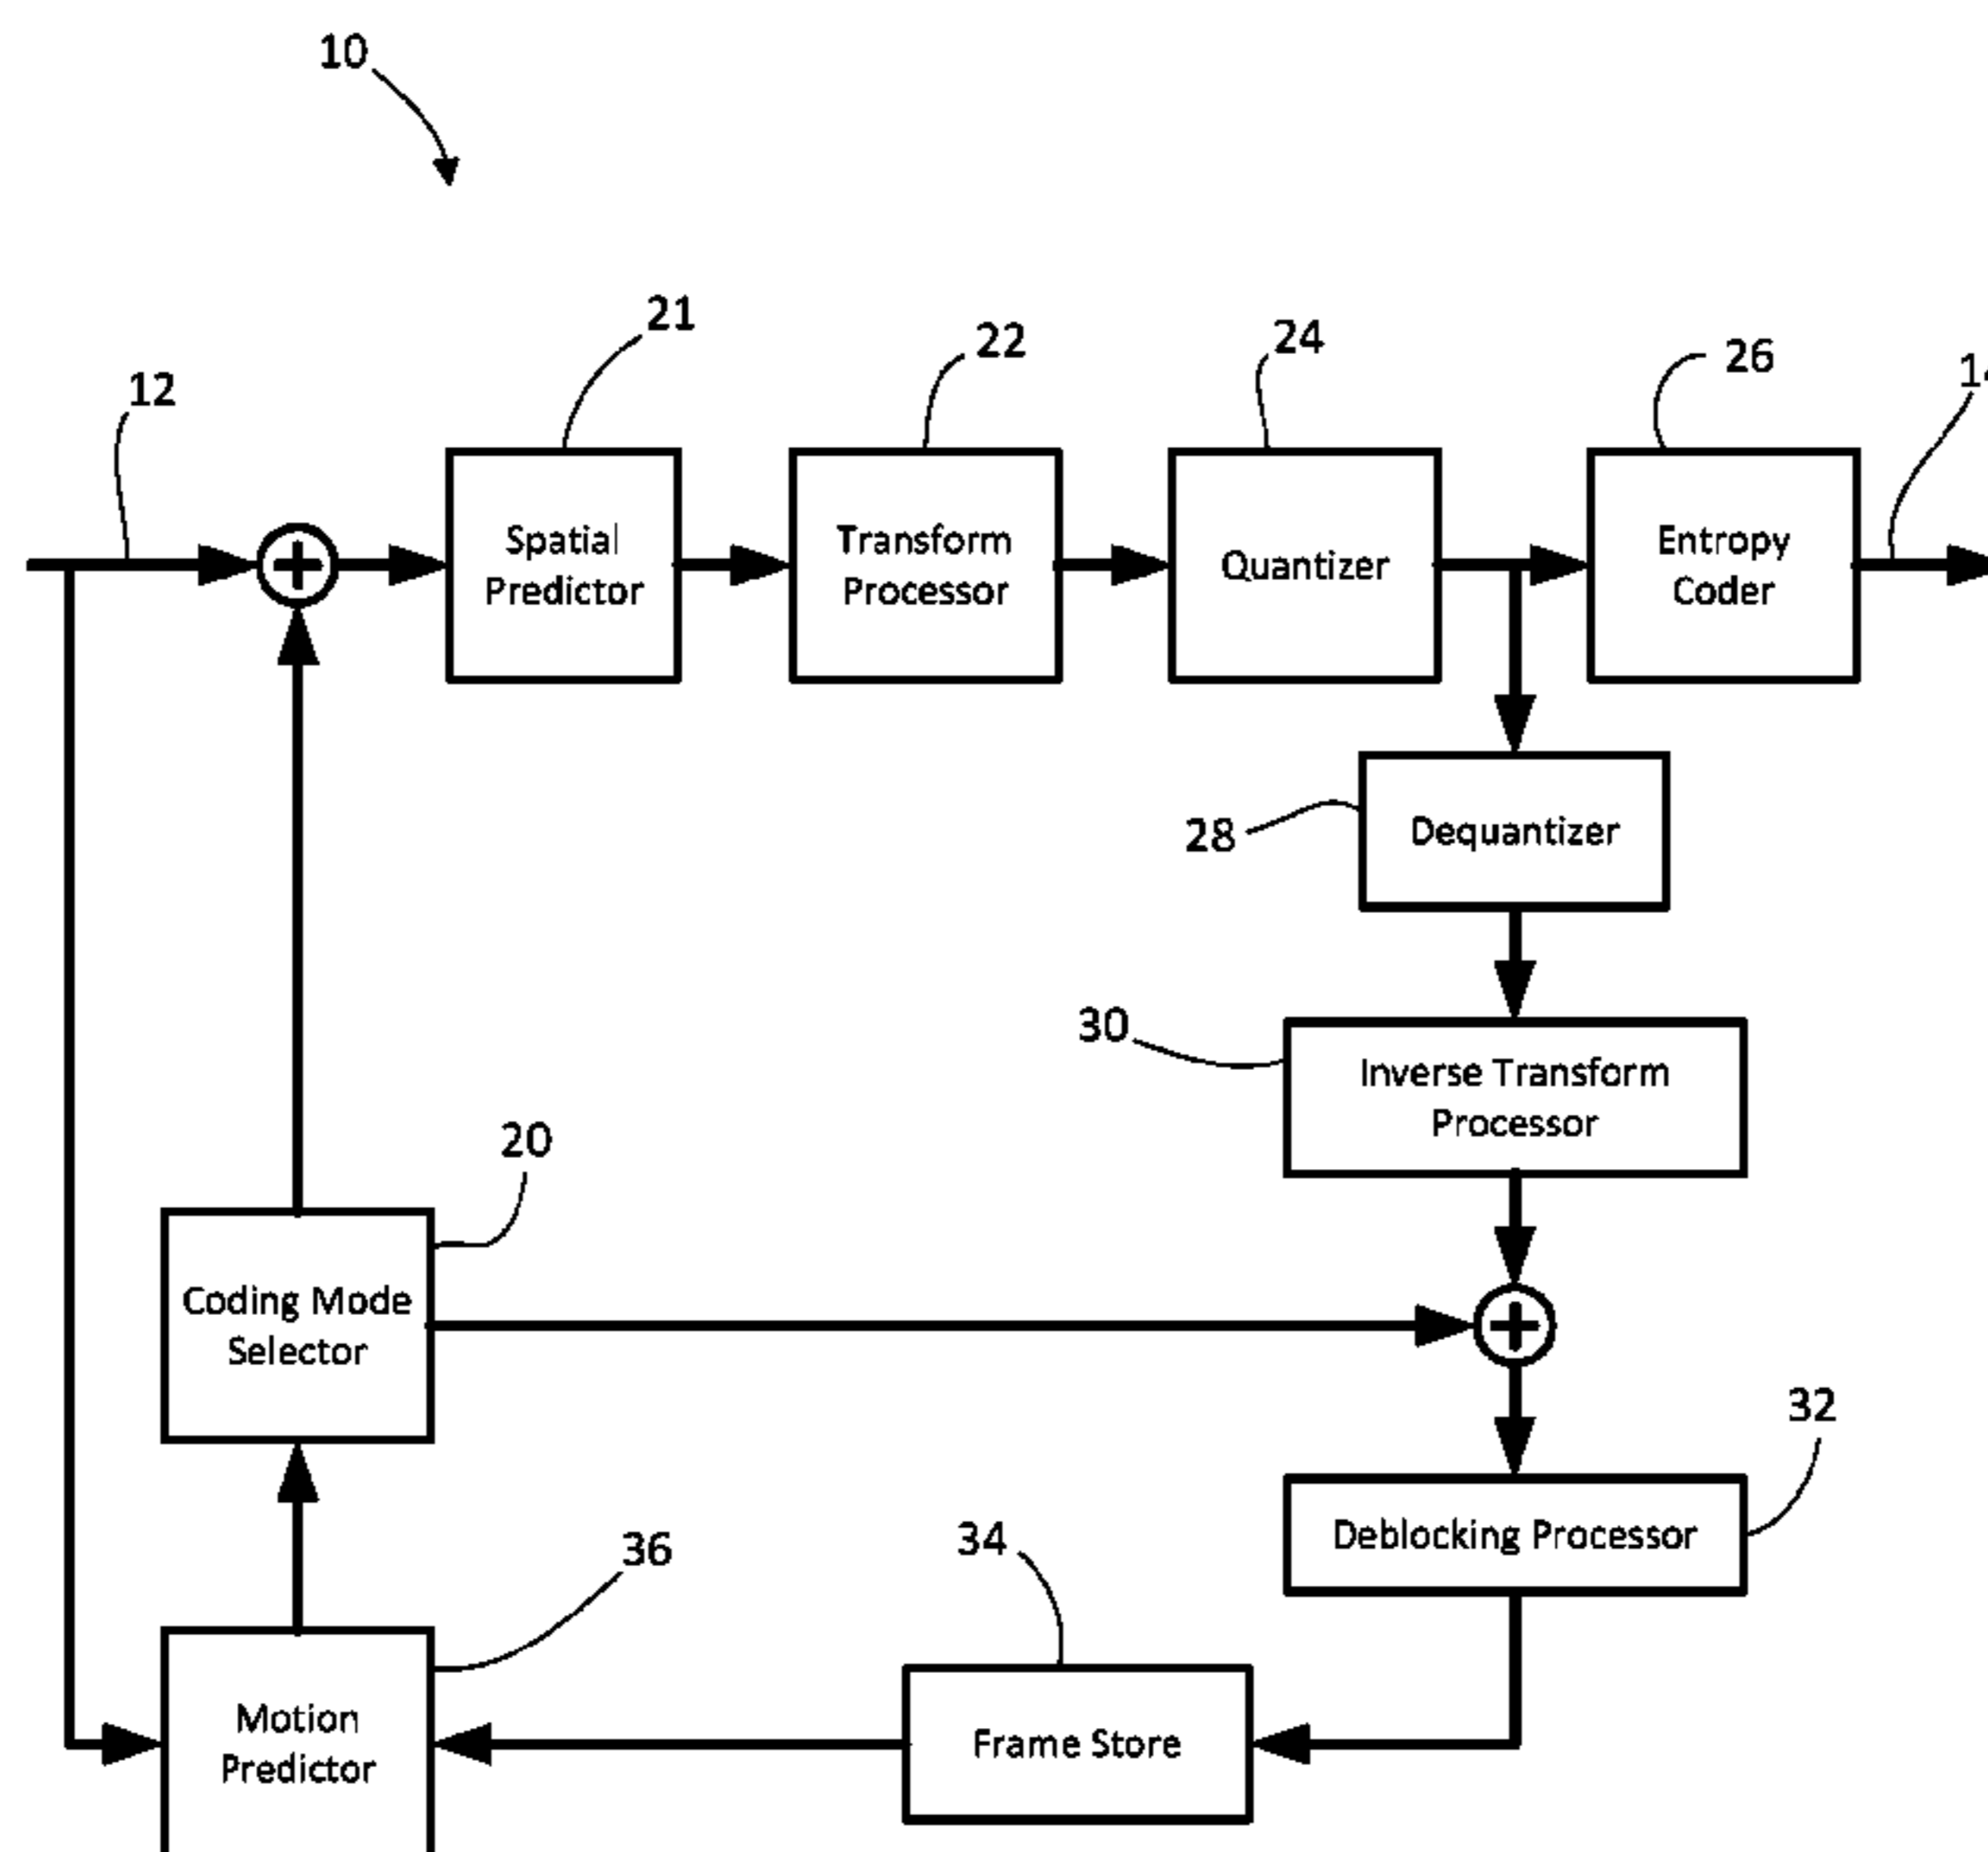 10
21
22
24
26
12
Spatial
Predictor
Transform
Processor
Quantizer
Entropy
Coder
28
Dequantizer
30
Inverse Transform
Processor
20
Coding Mode
Selector
32
36
34
Deblocking Processor
Motion
Predictor
Frame Store